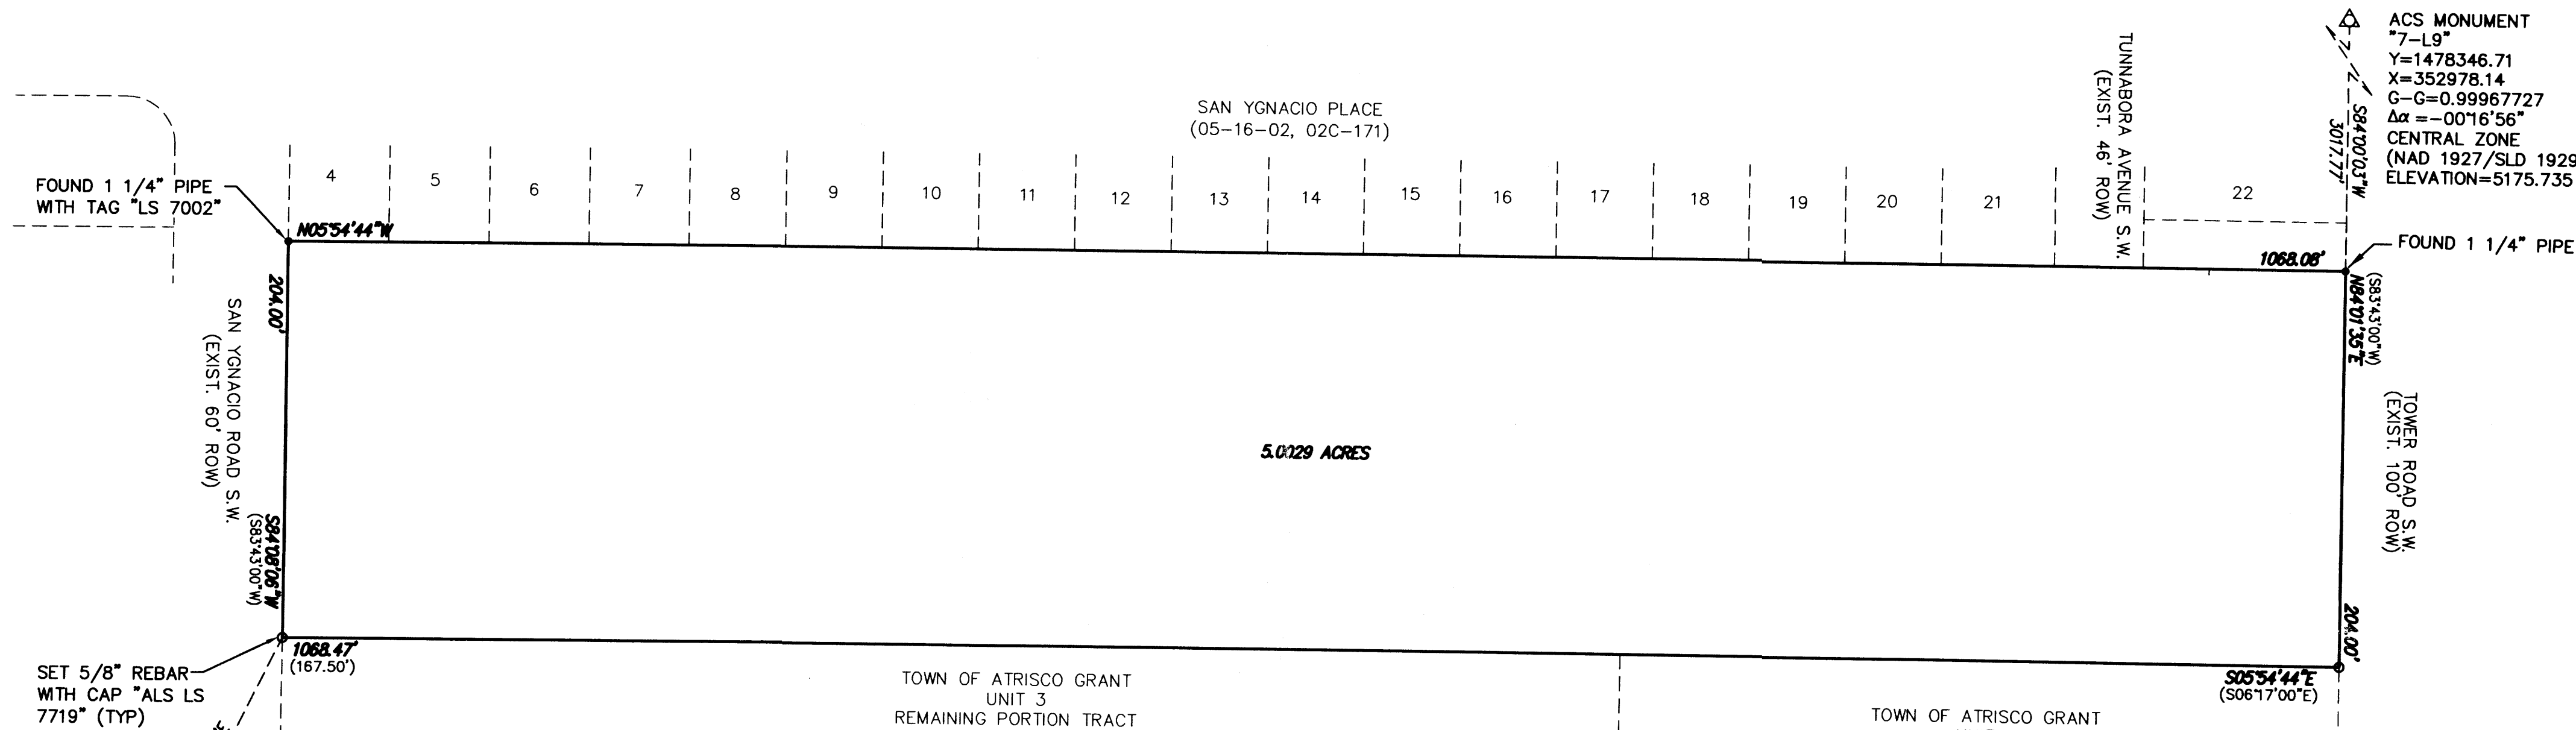 ACS MONUMENT
"7-L9"
Y=1478346.71
X=352978.14
G-G=0.99967727
Δα =-00°16'56"
CENTRAL ZONE
(NAD 1927/SLD 1929
ELEVATION=5175.735
S84°00'03"W
3017.77'
TUNNABORA AVENUE S.W.
(EXIST. 46' ROW)
SAN YGNACIO PLACE
(05-16-02, 02C-171)
FOUND 1 1/4" PIPE
WITH TAG "LS 7002"
4
5
6
7
8
9
10
11
12
13
14
15
16
17
18
19
20
21
22
N05°54'44"W
1068.08'
FOUND 1 1/4" PIPE
204.00'
SAN YGNACIO ROAD S.W.
(EXIST. 60' ROW)
S84°08'06"W
(S83°43'00"W)
5.0029 ACRES
(S83°43'00"W)
N84°01'35"E
TOWER ROAD S.W.
(EXIST. 100' ROW)
204.00'
1068.47'
(167.50')
SET 5/8" REBAR
WITH CAP "ALS LS
7719" (TYP)
TOWN OF ATRISCO GRANT
UNIT 3
REMAINING PORTION TRACT
S05°54'44"E
(S06°17'00"E)
TOWN OF ATRISCO GRANT